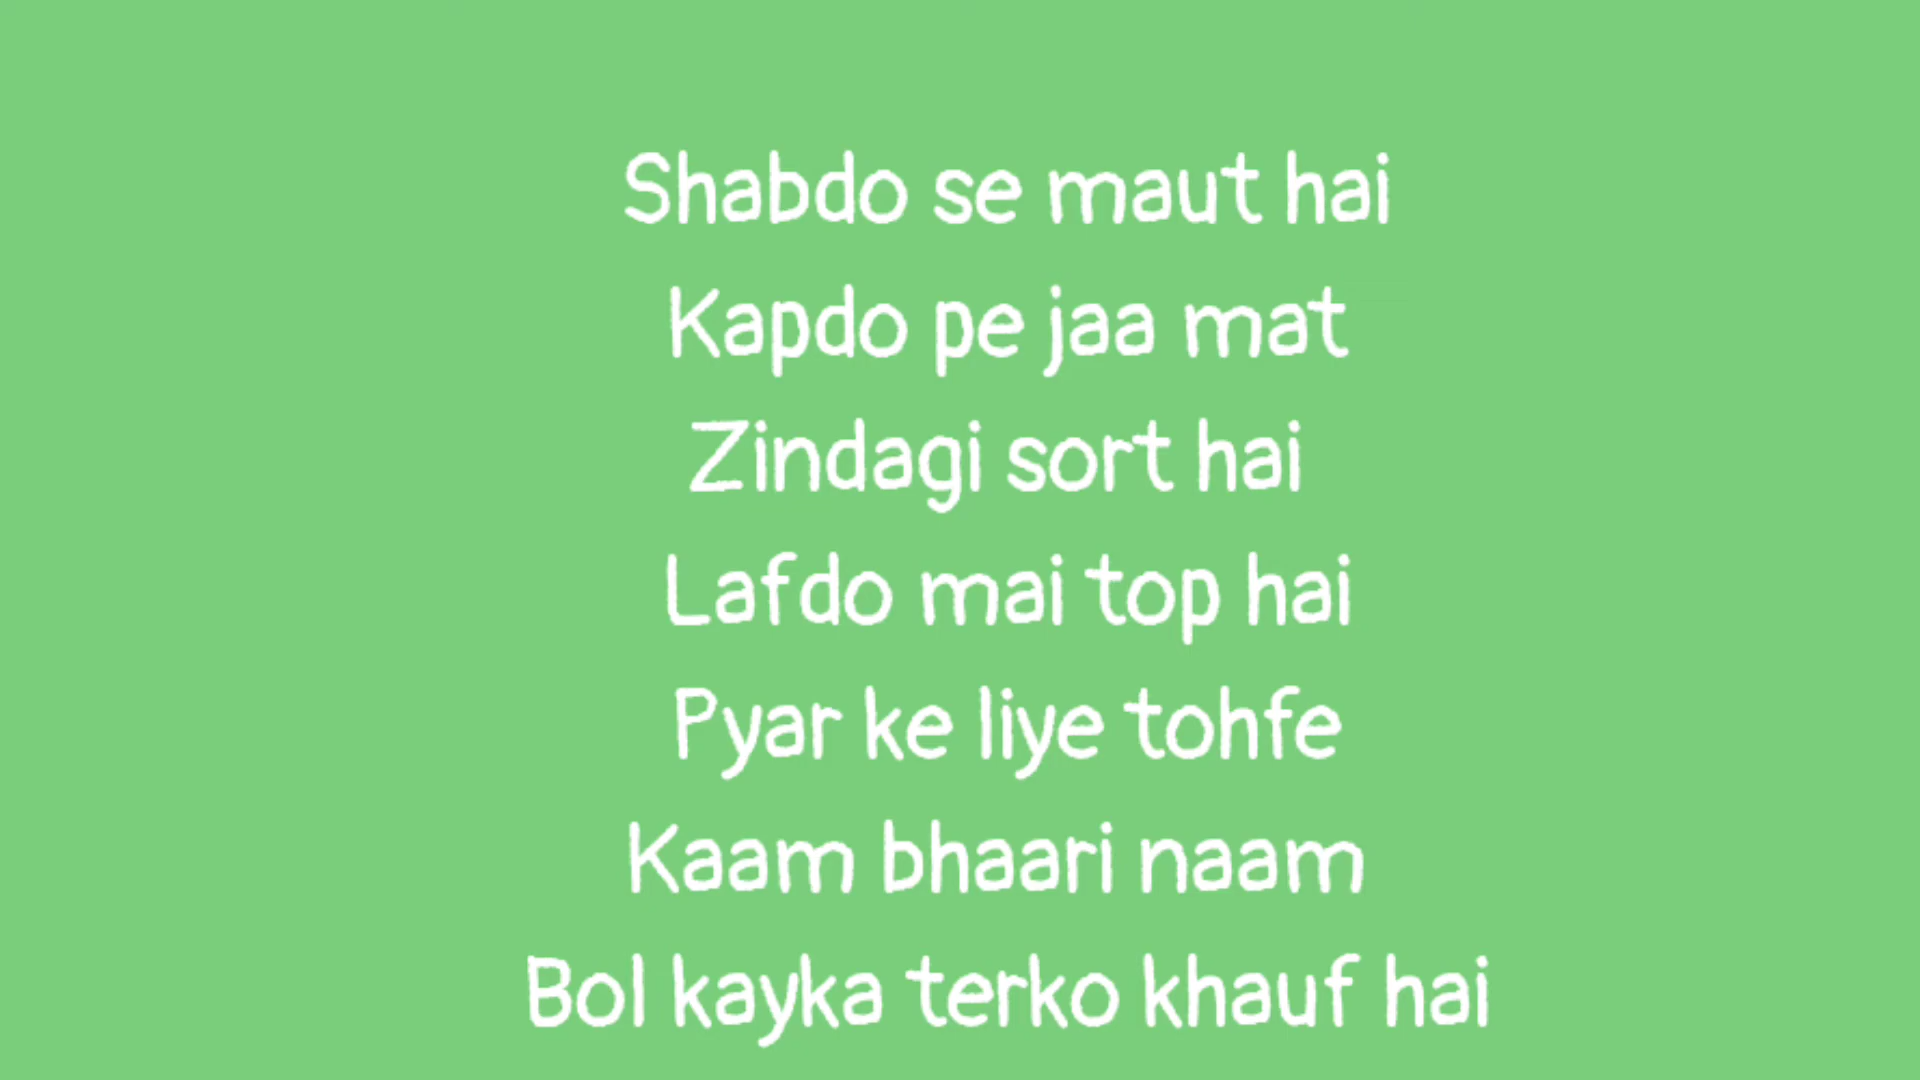 Shabdo se maut hai
Kapdo pe jaa mat
Zindagi sort hai
Lafdo mai top hai
Pyar ke liye tohfe
Kaam bhaari naam
Bol kayka terko khauf hai